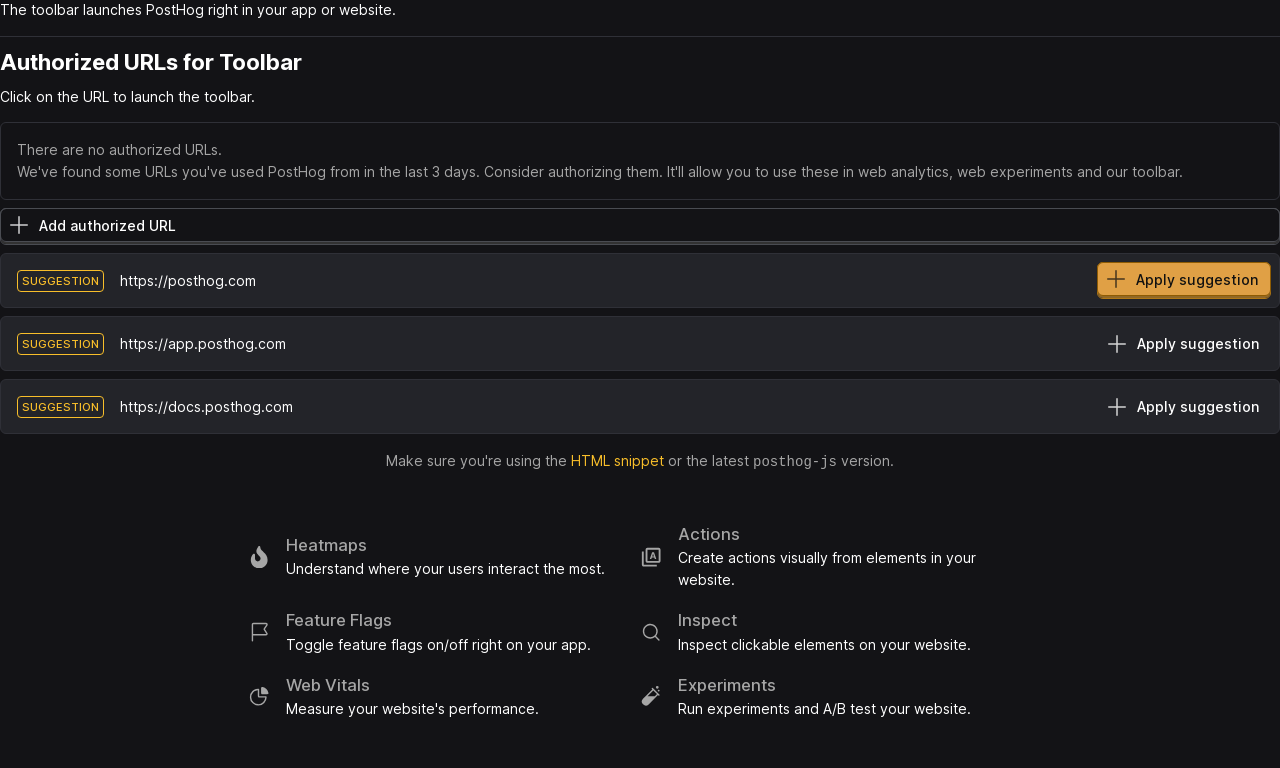 The toolbar launches PostHog right in your app or website.
Authorized URLs for Toolbar
Click on the URL to launch the toolbar.
There are no authorized URLs.
We've found some URLs you've used PostHog from in the last 3 days. Consider authorizing them. It'll allow you to use these in web analytics, web experiments and our toolbar.
Add authorized URL
SUGGESTION https://posthog.com Apply suggestion
SUGGESTION https://app.posthog.com Apply suggestion
SUGGESTION https://docs.posthog.com Apply suggestion
Make sure you're using the HTML snippet or the latest posthog-js version.
Heatmaps
Understand where your users interact the most.
Actions
Create actions visually from elements in your
website.
Feature Flags
Toggle feature flags on/off right on your app.
Inspect
Inspect clickable elements on your website.
Web Vitals
Measure your website's performance.
Experiments
Run experiments and A/B test your website.